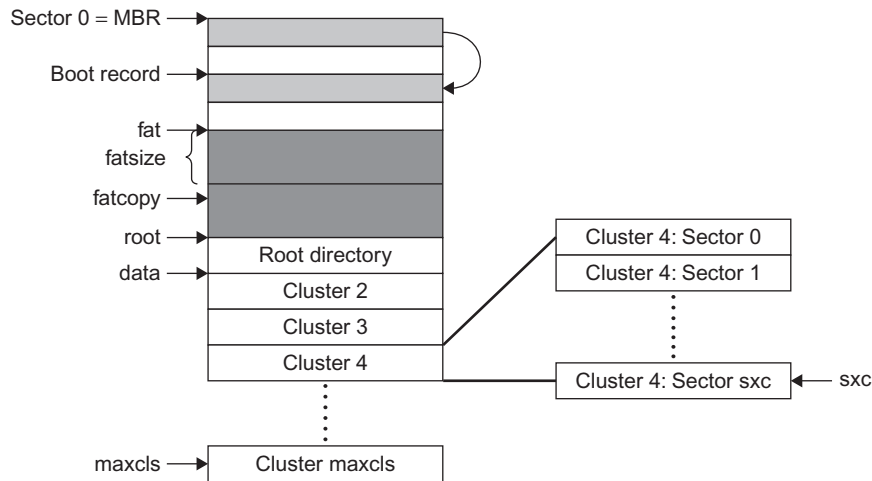 Sector 0 = MBR
Boot record
fat
fatsize
fatcopy
root
Root directory
data
Cluster 2
Cluster 3
Cluster 4
maxcls
Cluster maxcls
Cluster 4: Sector 0
Cluster 4: Sector 1
Cluster 4: Sector sxc
sxc